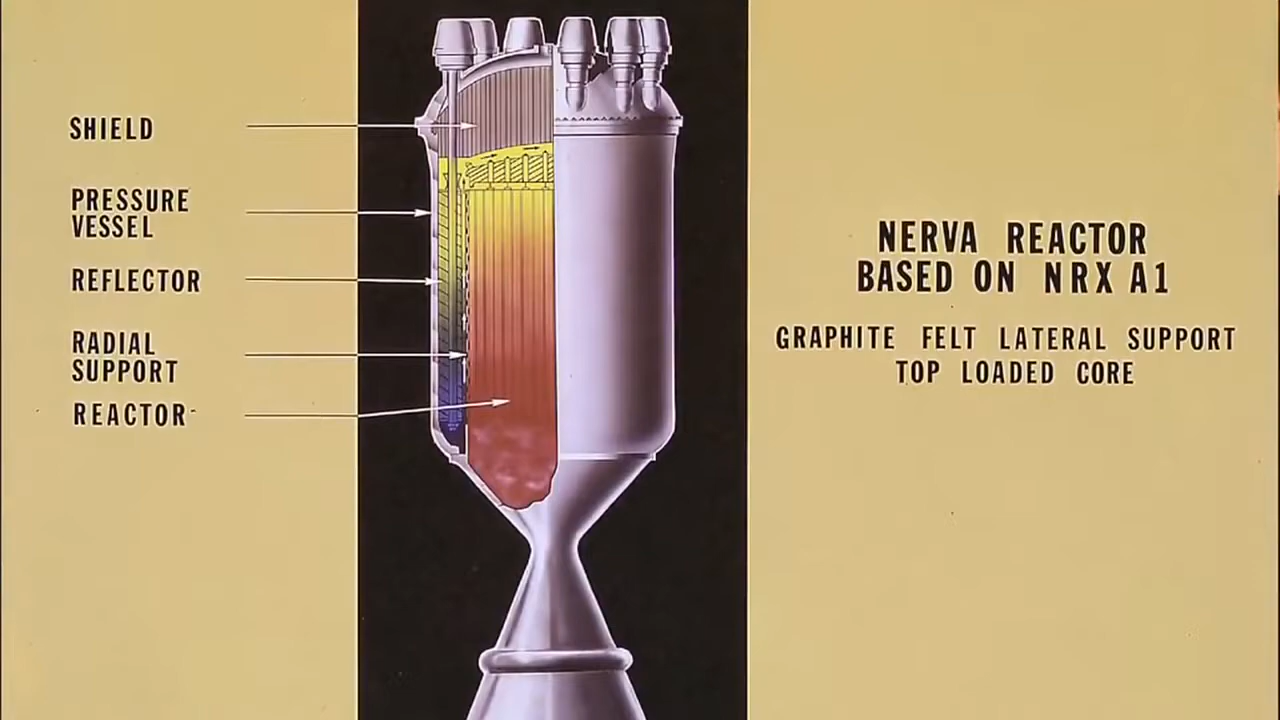 SHIELD
PRESSURE
VESSEL
REFLECTOR
RADIAL
SUPPORT
REACTOR
NERVA REACTOR
BASED ON NRX A1
GRAPHITE FELT LATERAL SUPPORT
TOP LOADED CORE